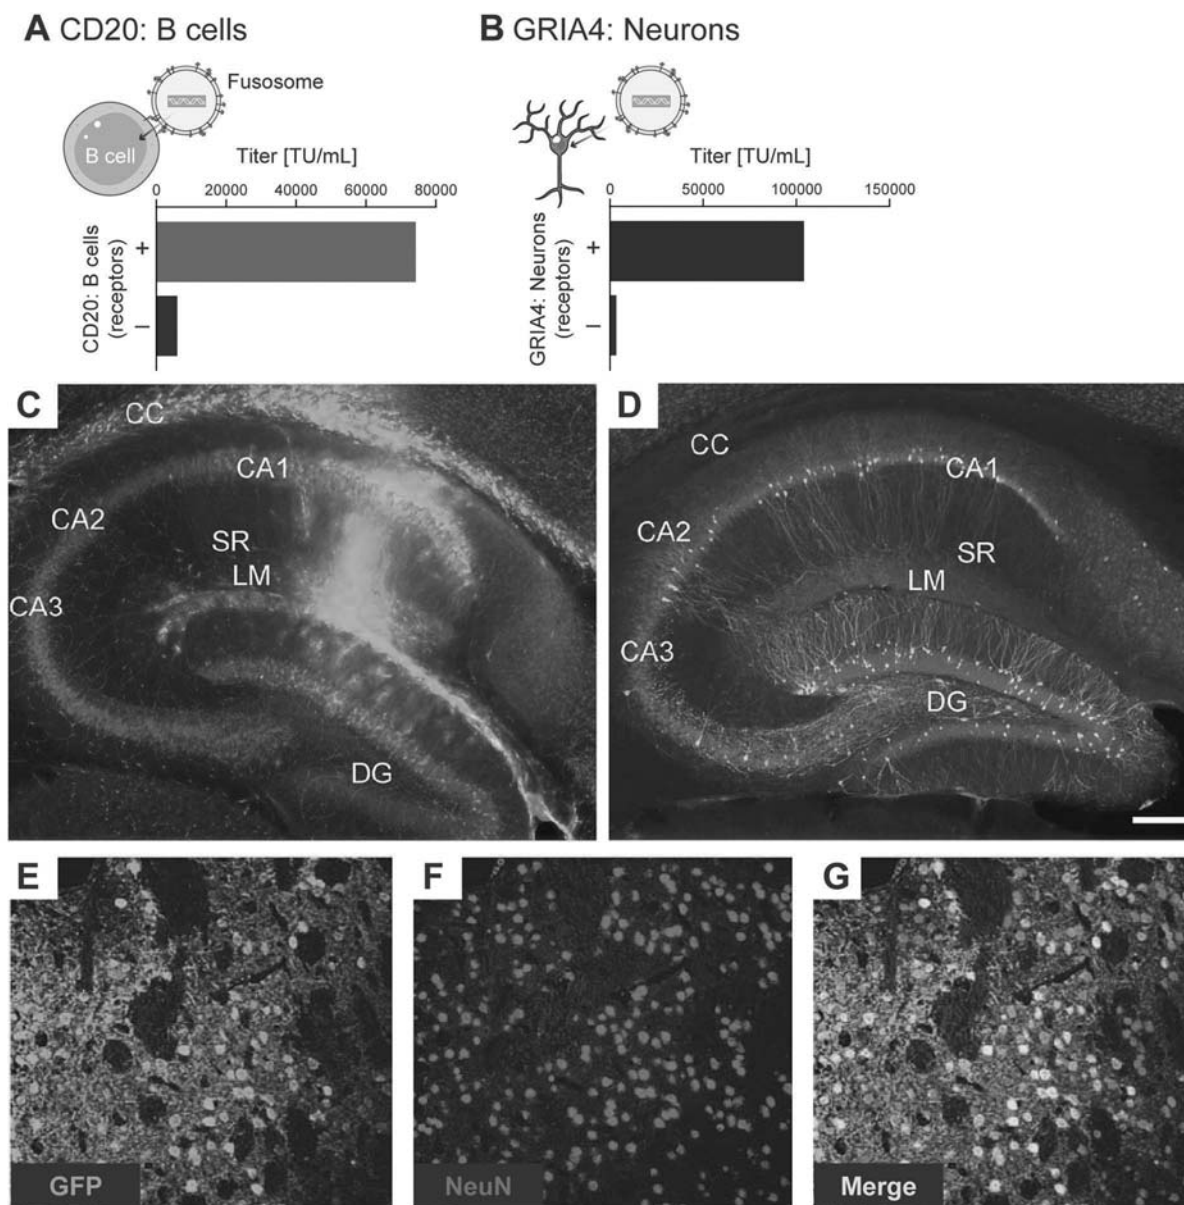 A CD20: B cells
Fusosome
B cell
Titer [TU/mL]
0 20000 40000 60000 80000
CD20: B cells
(receptors)
+
−
B GRIA4: Neurons
Titer [TU/mL]
0 50000 100000 150000
GRIA4: Neurons
(receptors)
+
−
C
CC
CA1
CA2
SR
LM
CA3
DG
D
CC
CA1
CA2
SR
LM
CA3
DG
E
GFP
F
NeuN
G
Merge